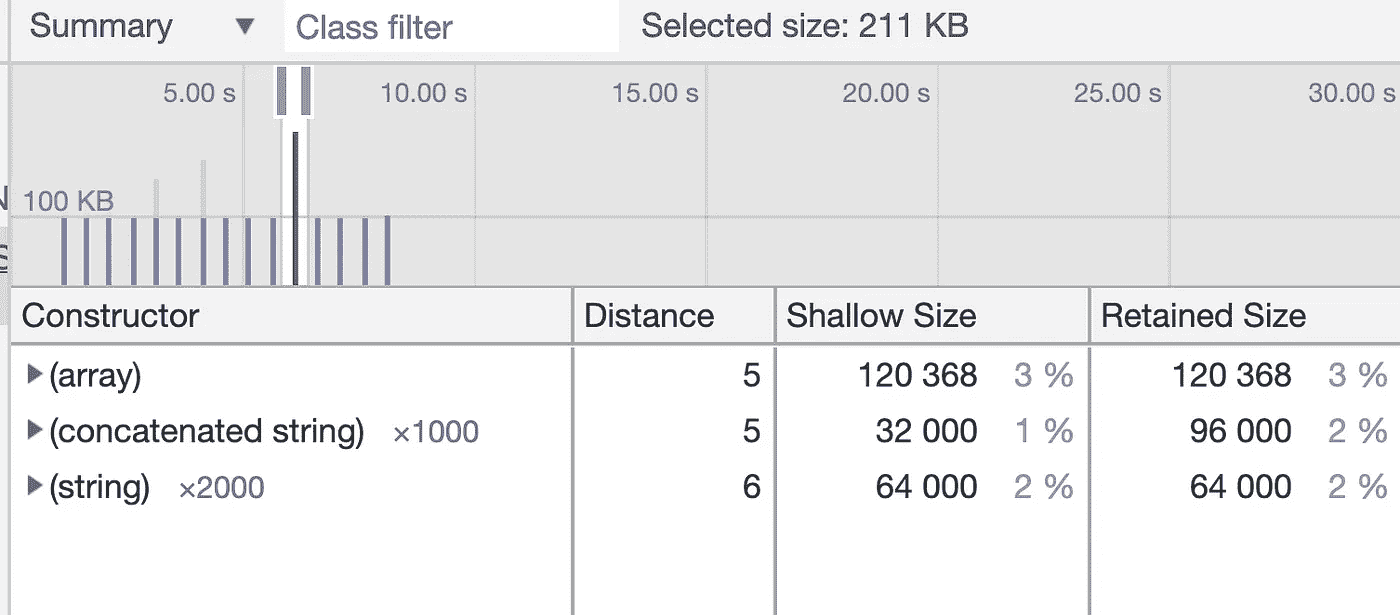 Summary ▼ Class filter Selected size: 211 KB
5.00 s 10.00 s 15.00 s 20.00 s 25.00 s 30.00 s
100 KB
Constructor Distance Shallow Size Retained Size
(array) 5 120 368 3 % 120 368 3 %
(concatenated string) ×1000 5 32 000 1 % 96 000 2 %
(string) ×2000 6 64 000 2 % 64 000 2 %